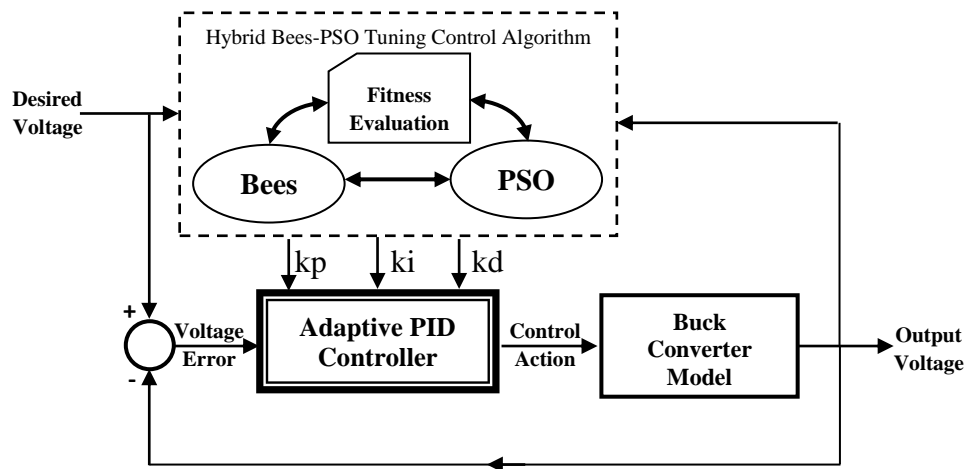 Hybrid Bees-PSO Tuning Control Algorithm
Desired
Voltage
Fitness
Evaluation
Bees
PSO
kp
ki
kd
+
-
Voltage
Error
Adaptive PID
Controller
Control
Action
Buck
Converter
Model
Output
Voltage